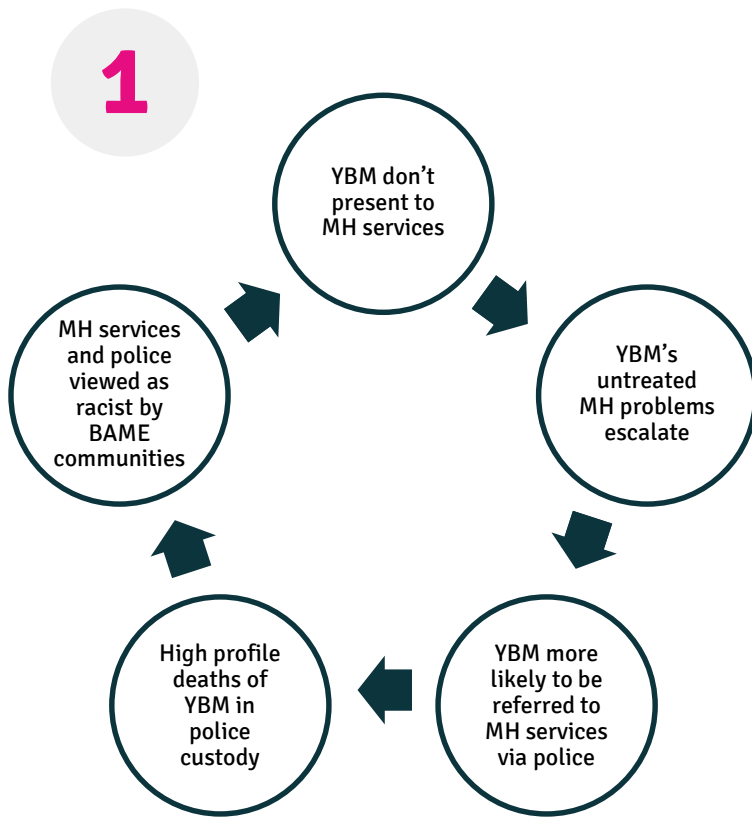 1
YBM don’t
present to
MH services
YBM’s
untreated
MH problems
escalate
YBM more
likely to be
referred to
MH services
via police
High profile
deaths of
YBM in
police
custody
MH services
and police
viewed as
racist by
BAME
communities